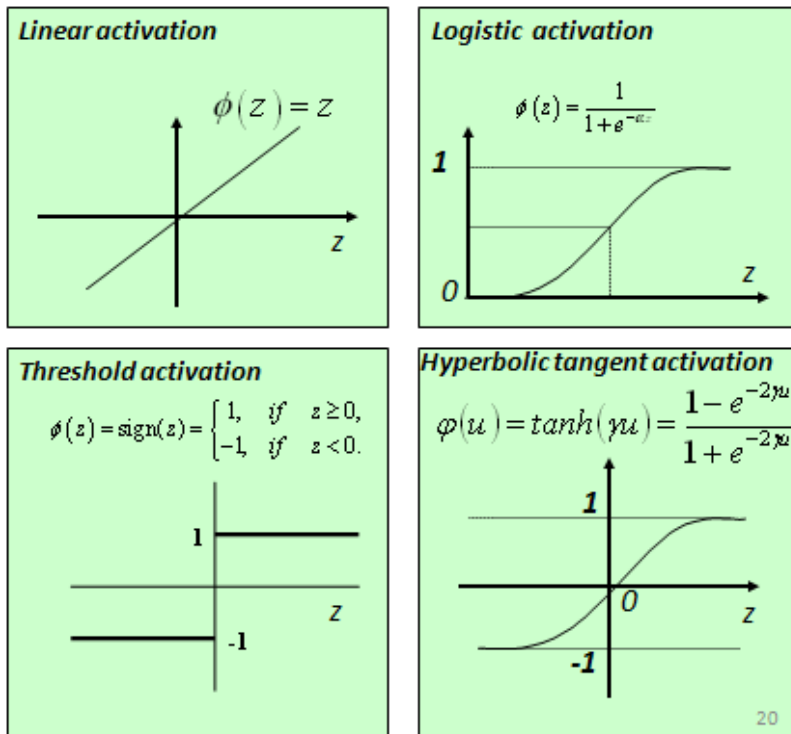 Linear activation
ϕ(z) = z
z
Logistic activation
ϕ(z) = 1 / (1 + e^{-αz})
1
0
z
Threshold activation
ϕ(z) = sign(z) = { 1, if z ≥ 0,
-1, if z < 0.
1
-1
z
Hyperbolic tangent activation
φ(u) = tanh(γu) = (1 - e^{-2γu}) / (1 + e^{-2γu})
1
0
z
-1
20